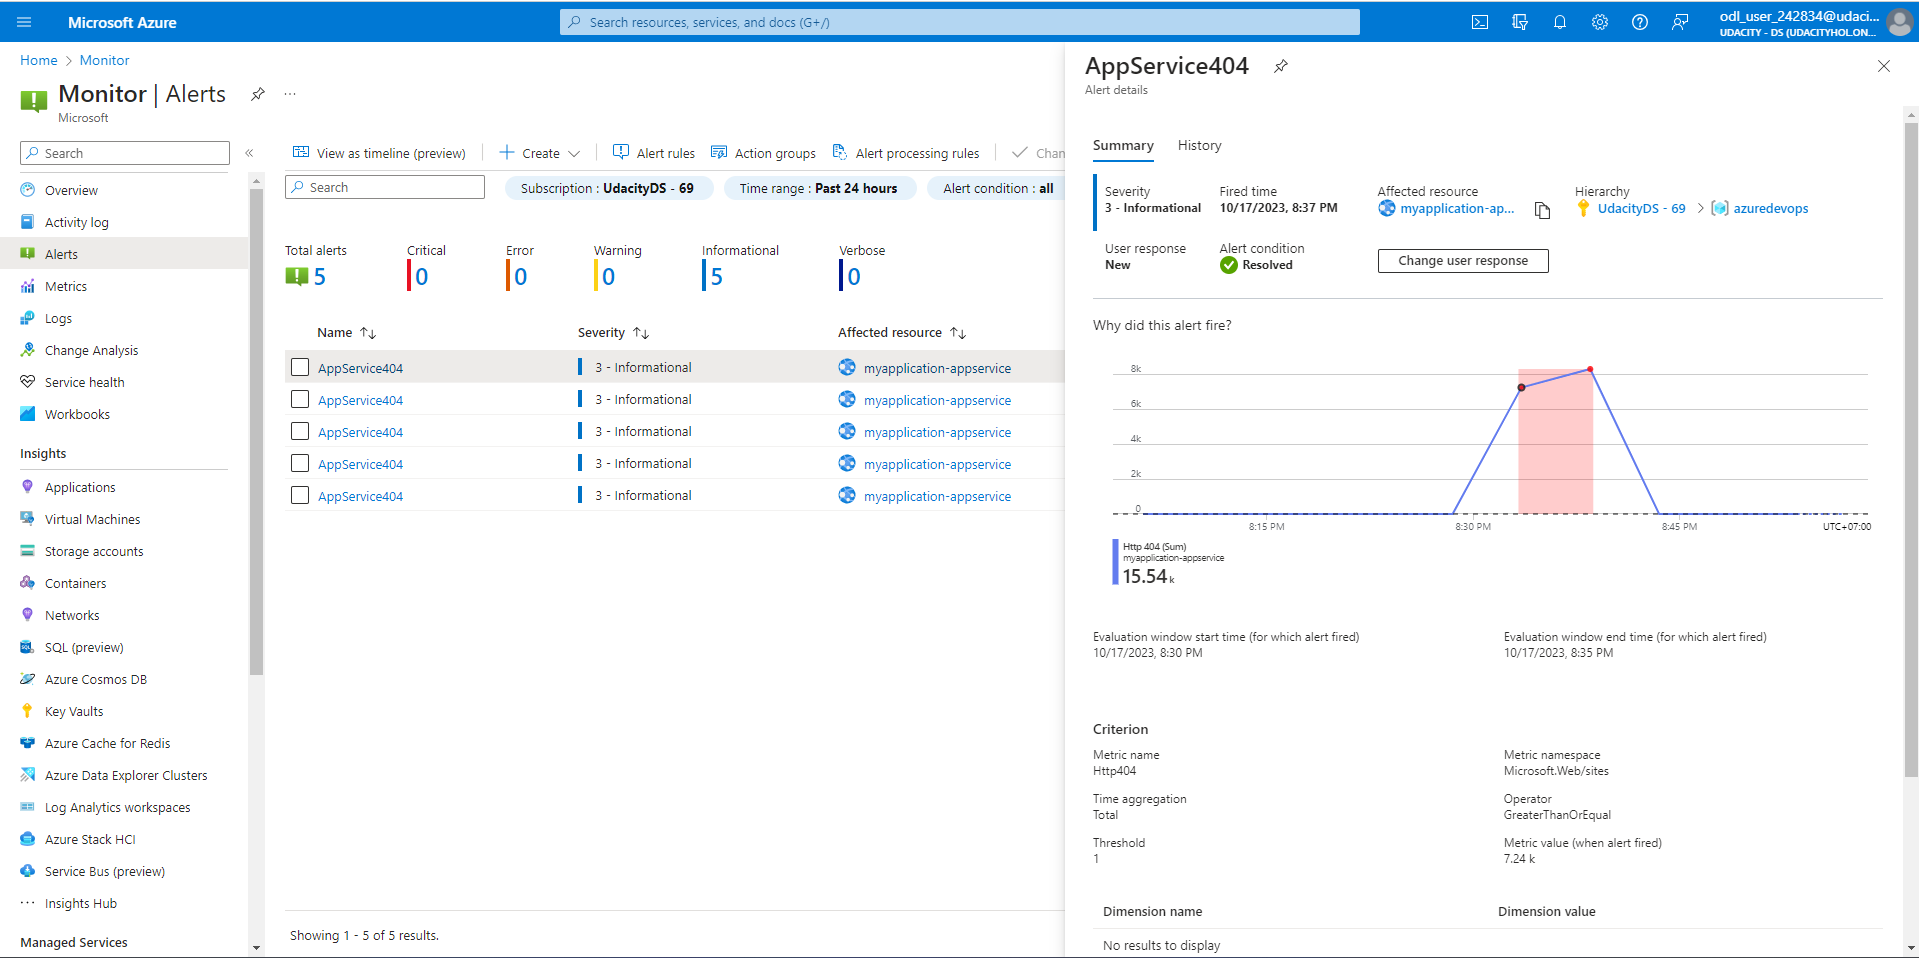 Microsoft Azure
Search resources, services, and docs (G+/)
odl_user_242834@udaci...
UDACITY - DS (UDACITYHOL.ON...
Home > Monitor
Monitor | Alerts
...
Microsoft
Search
«
Overview
Activity log
Alerts
Metrics
Logs
Change Analysis
Service health
Workbooks
Insights
Applications
Virtual Machines
Storage accounts
Containers
Networks
SQL (preview)
Azure Cosmos DB
Key Vaults
Azure Cache for Redis
Azure Data Explorer Clusters
Log Analytics workspaces
Azure Stack HCI
Service Bus (preview)
Insights Hub
Managed Services
View as timeline (preview)
Create
Alert rules
Action groups
Alert processing rules
Chan
Search
Subscription : UdacityDS - 69
Time range : Past 24 hours
Alert condition : all
Total alerts
5
Critical
0
Error
0
Warning
0
Informational
5
Verbose
0
Name ↑↓ Severity ↑↓ Affected resource ↑↓
AppService404 3 - Informational myapplication-appservice
AppService404 3 - Informational myapplication-appservice
AppService404 3 - Informational myapplication-appservice
AppService404 3 - Informational myapplication-appservice
AppService404 3 - Informational myapplication-appservice
Showing 1 - 5 of 5 results.
AppService404
Alert details
Summary History
Severity
3 - Informational
Fired time
10/17/2023, 8:37 PM
Affected resource
myapplication-ap...
Hierarchy
UdacityDS - 69 > azuredevops
User response
New
Alert condition
Resolved
Change user response
Why did this alert fire?
8k
6k
4k
2k
0
8:15 PM 8:30 PM 8:45 PM UTC+07:00
Http 404 (Sum)
myapplication-appservice
15.54 k
Evaluation window start time (for which alert fired)
10/17/2023, 8:30 PM
Evaluation window end time (for which alert fired)
10/17/2023, 8:35 PM
Criterion
Metric name
Http404
Metric namespace
Microsoft.Web/sites
Time aggregation
Total
Operator
GreaterThanOrEqual
Threshold
1
Metric value (when alert fired)
7.24 k
Dimension name Dimension value
No results to display